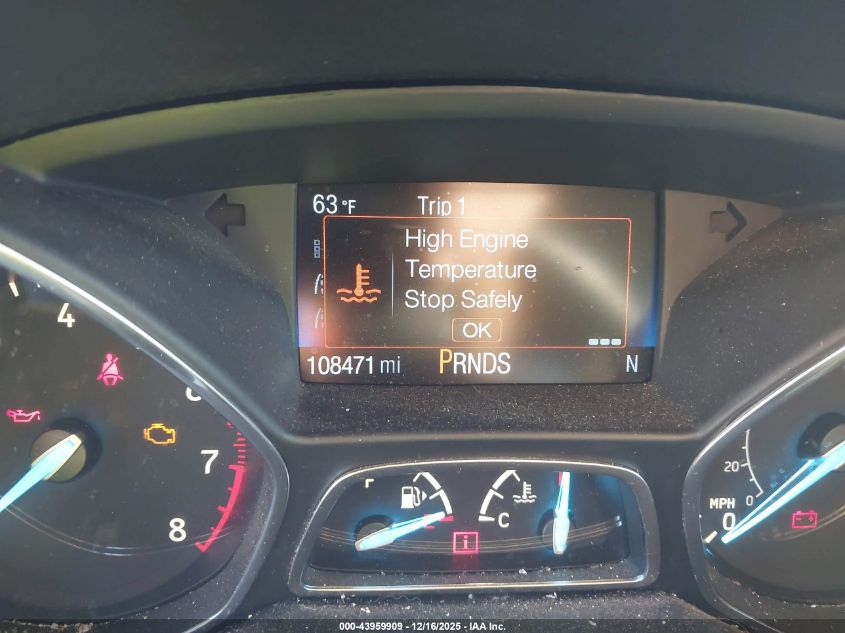 63°F Trip 1
High Engine
Temperature
Stop Safely
OK
108471 mi PRNDS N
4
7
8
C
20
0
MPH
0
000-43959909 - 12/16/2025 - IAA Inc.